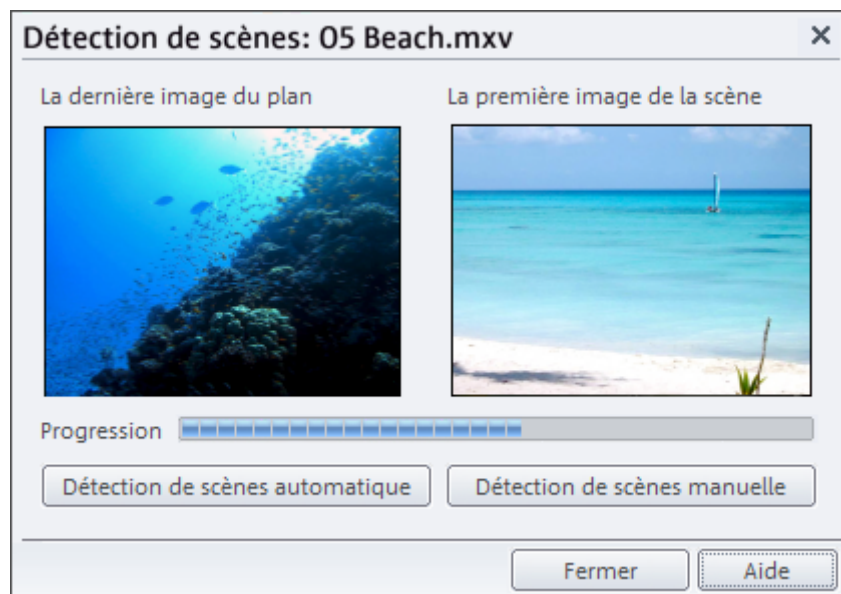 Détection de scènes: 05 Beach.mxv
La dernière image du plan
La première image de la scène
Progression
Détection de scènes automatique
Détection de scènes manuelle
Fermer
Aide